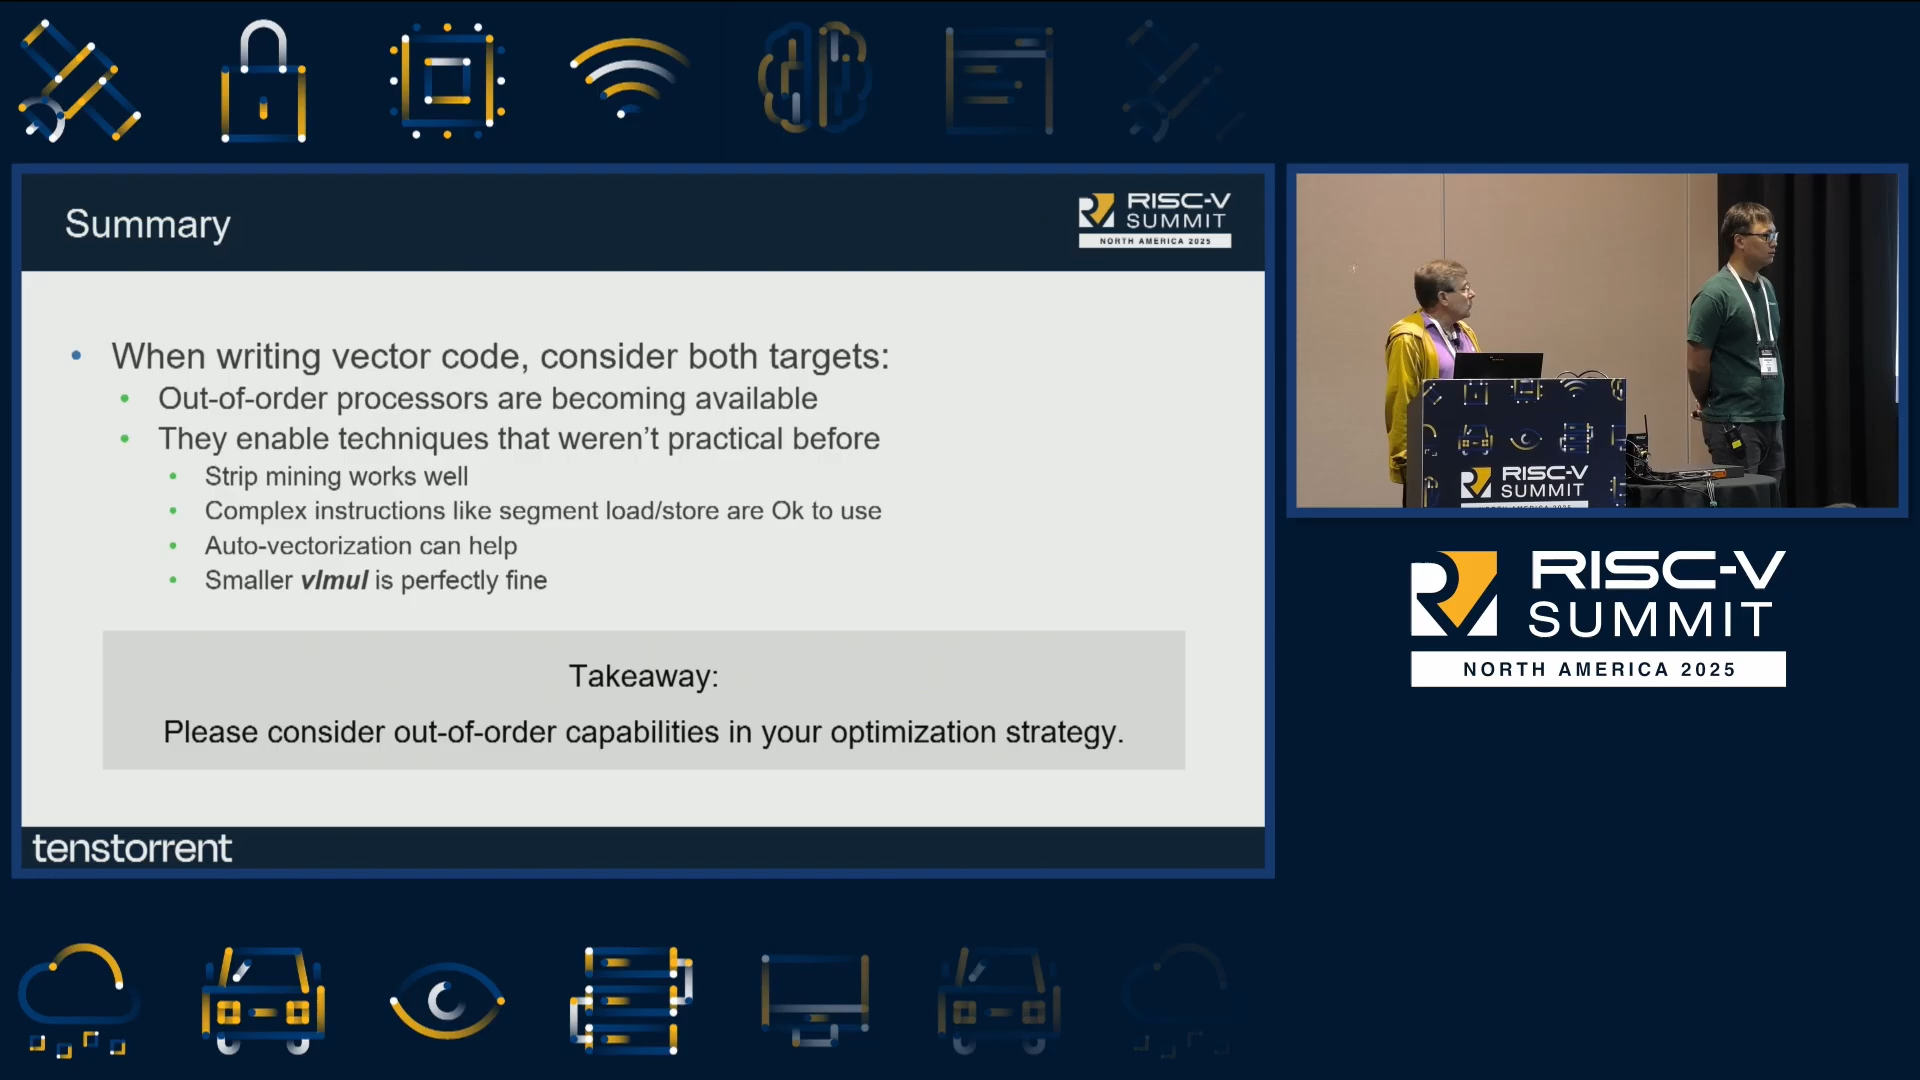 Summary
RISC-V
SUMMIT
NORTH AMERICA 2025
• When writing vector code, consider both targets:
• Out-of-order processors are becoming available
• They enable techniques that weren't practical before
• Strip mining works well
• Complex instructions like segment load/store are Ok to use
• Auto-vectorization can help
• Smaller vlmul is perfectly fine
Takeaway:
Please consider out-of-order capabilities in your optimization strategy.
tenstorrent
RISC-V
SUMMIT
RISC-V
SUMMIT
NORTH AMERICA 2025